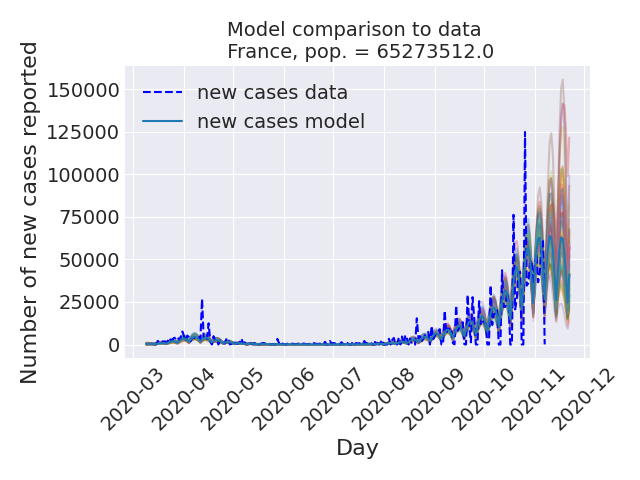 Model comparison to data
France, pop. = 65273512.0
Number of new cases reported
150000
125000
100000
75000
50000
25000
0
new cases data
new cases model
2020-03
2020-04
2020-05
2020-06
2020-07
2020-08
2020-09
2020-10
2020-11
2020-12
Day